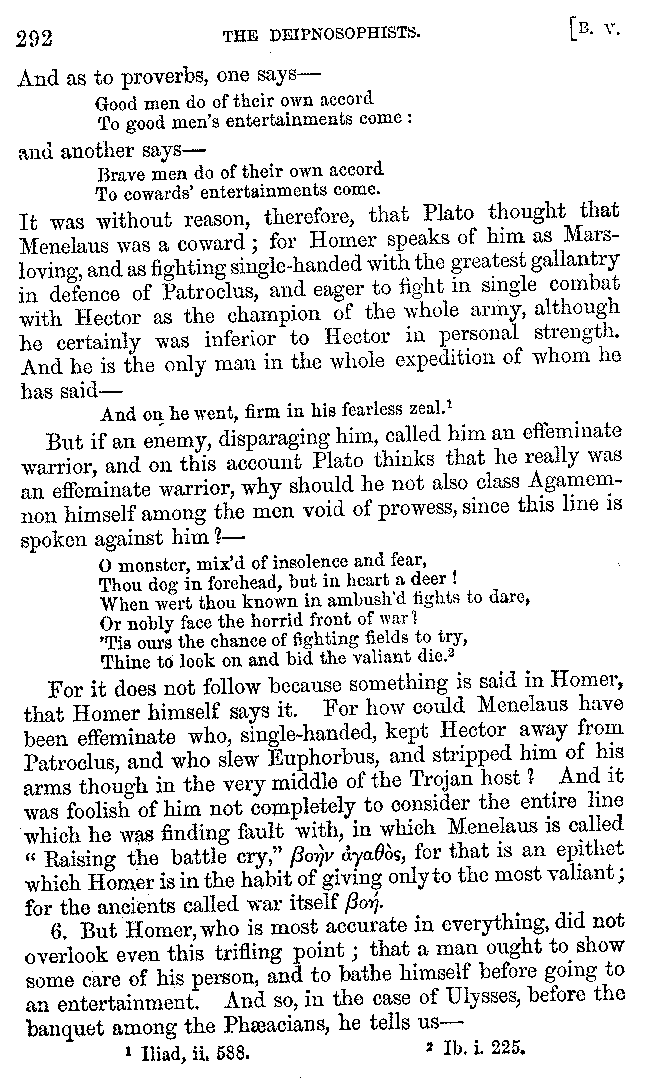 292 THE DEIPNOSOPHISTS. [B. V.
And as to proverbs, one says—
Good men do of their own accord
To good men's entertainments come:
and another says—
Brave men do of their own accord
To cowards' entertainments come.
It was without reason, therefore, that Plato thought that
Menelaus was a coward; for Homer speaks of him as Mars-
loving, and as fighting single-handed with the greatest gallantry
in defence of Patroclus, and eager to fight in single combat
with Hector as the champion of the whole army, although
he certainly was inferior to Hector in personal strength.
And he is the only man in the whole expedition of whom he
has said—
And on he went, firm in his fearless zeal.¹
But if an enemy, disparaging him, called him an effeminate
warrior, and on this account Plato thinks that he really was
an effeminate warrior, why should he not also class Agamem-
non himself among the men void of prowess, since this line is
spoken against him?—
O monster, mix'd of insolence and fear,
Thou dog in forehead, but in heart a deer!
When wert thou known in ambush'd fights to dare,
Or nobly face the horrid front of war?
'Tis ours the chance of fighting fields to try,
Thine to look on and bid the valiant die.²
For it does not follow because something is said in Homer,
that Homer himself says it. For how could Menelaus have
been effeminate who, single-handed, kept Hector away from
Patroclus, and who slew Euphorbus, and stripped him of his
arms though in the very middle of the Trojan host? And it
was foolish of him not completely to consider the entire line
which he was finding fault with, in which Menelaus is called
“Raising the battle cry,” βοὴν ἀγαθὸς, for that is an epithet
which Homer is in the habit of giving only to the most valiant;
for the ancients called war itself βοή.
6. But Homer, who is most accurate in everything, did not
overlook even this trifling point; that a man ought to show
some care of his person, and to bathe himself before going to
an entertainment. And so, in the case of Ulysses, before the
banquet among the Phæacians, he tells us—
¹ Iliad, ii. 588. ² Ib. i. 225.